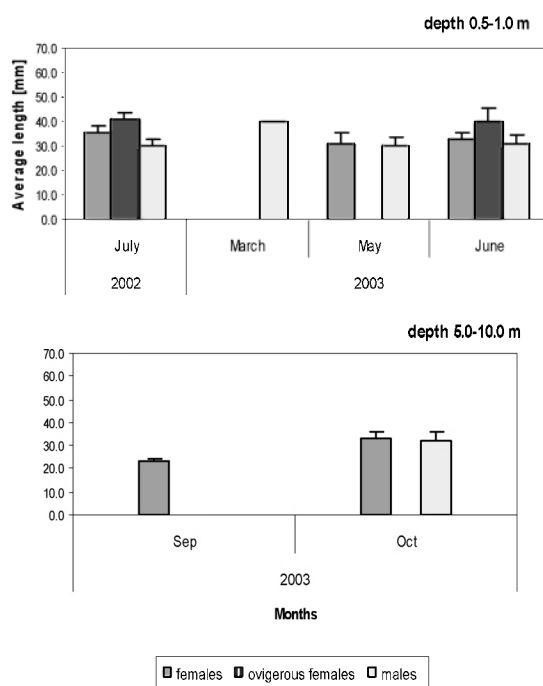 depth 0.5-1.0 m
Average length [mm]
70.0
60.0
50.0
40.0
30.0
20.0
10.0
0.0
July
March
May
June
2002
2003
depth 5.0-10.0 m
70.0
60.0
50.0
40.0
30.0
20.0
10.0
0.0
Sep
Oct
2003
Months
females ovigerous females males